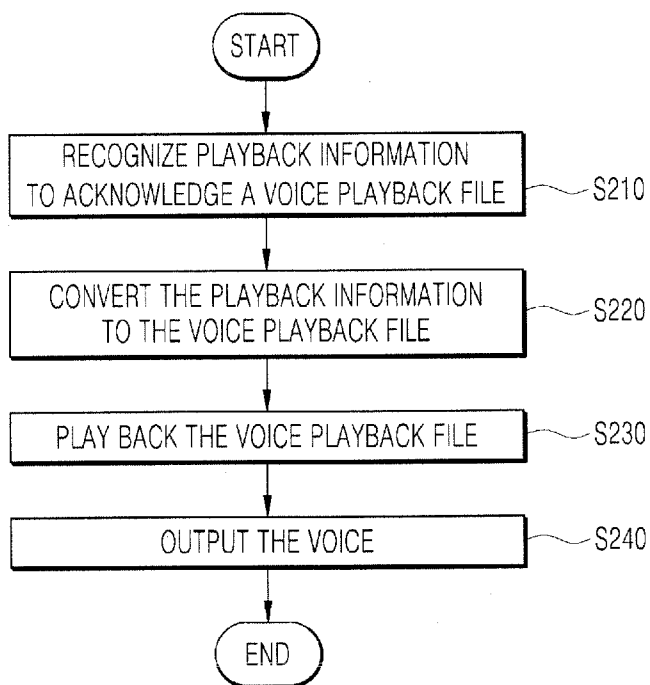 START
RECOGNIZE PLAYBACK INFORMATION
TO ACKNOWLEDGE A VOICE PLAYBACK FILE
S210
CONVERT THE PLAYBACK INFORMATION
TO THE VOICE PLAYBACK FILE
S220
PLAY BACK THE VOICE PLAYBACK FILE
S230
OUTPUT THE VOICE
S240
END